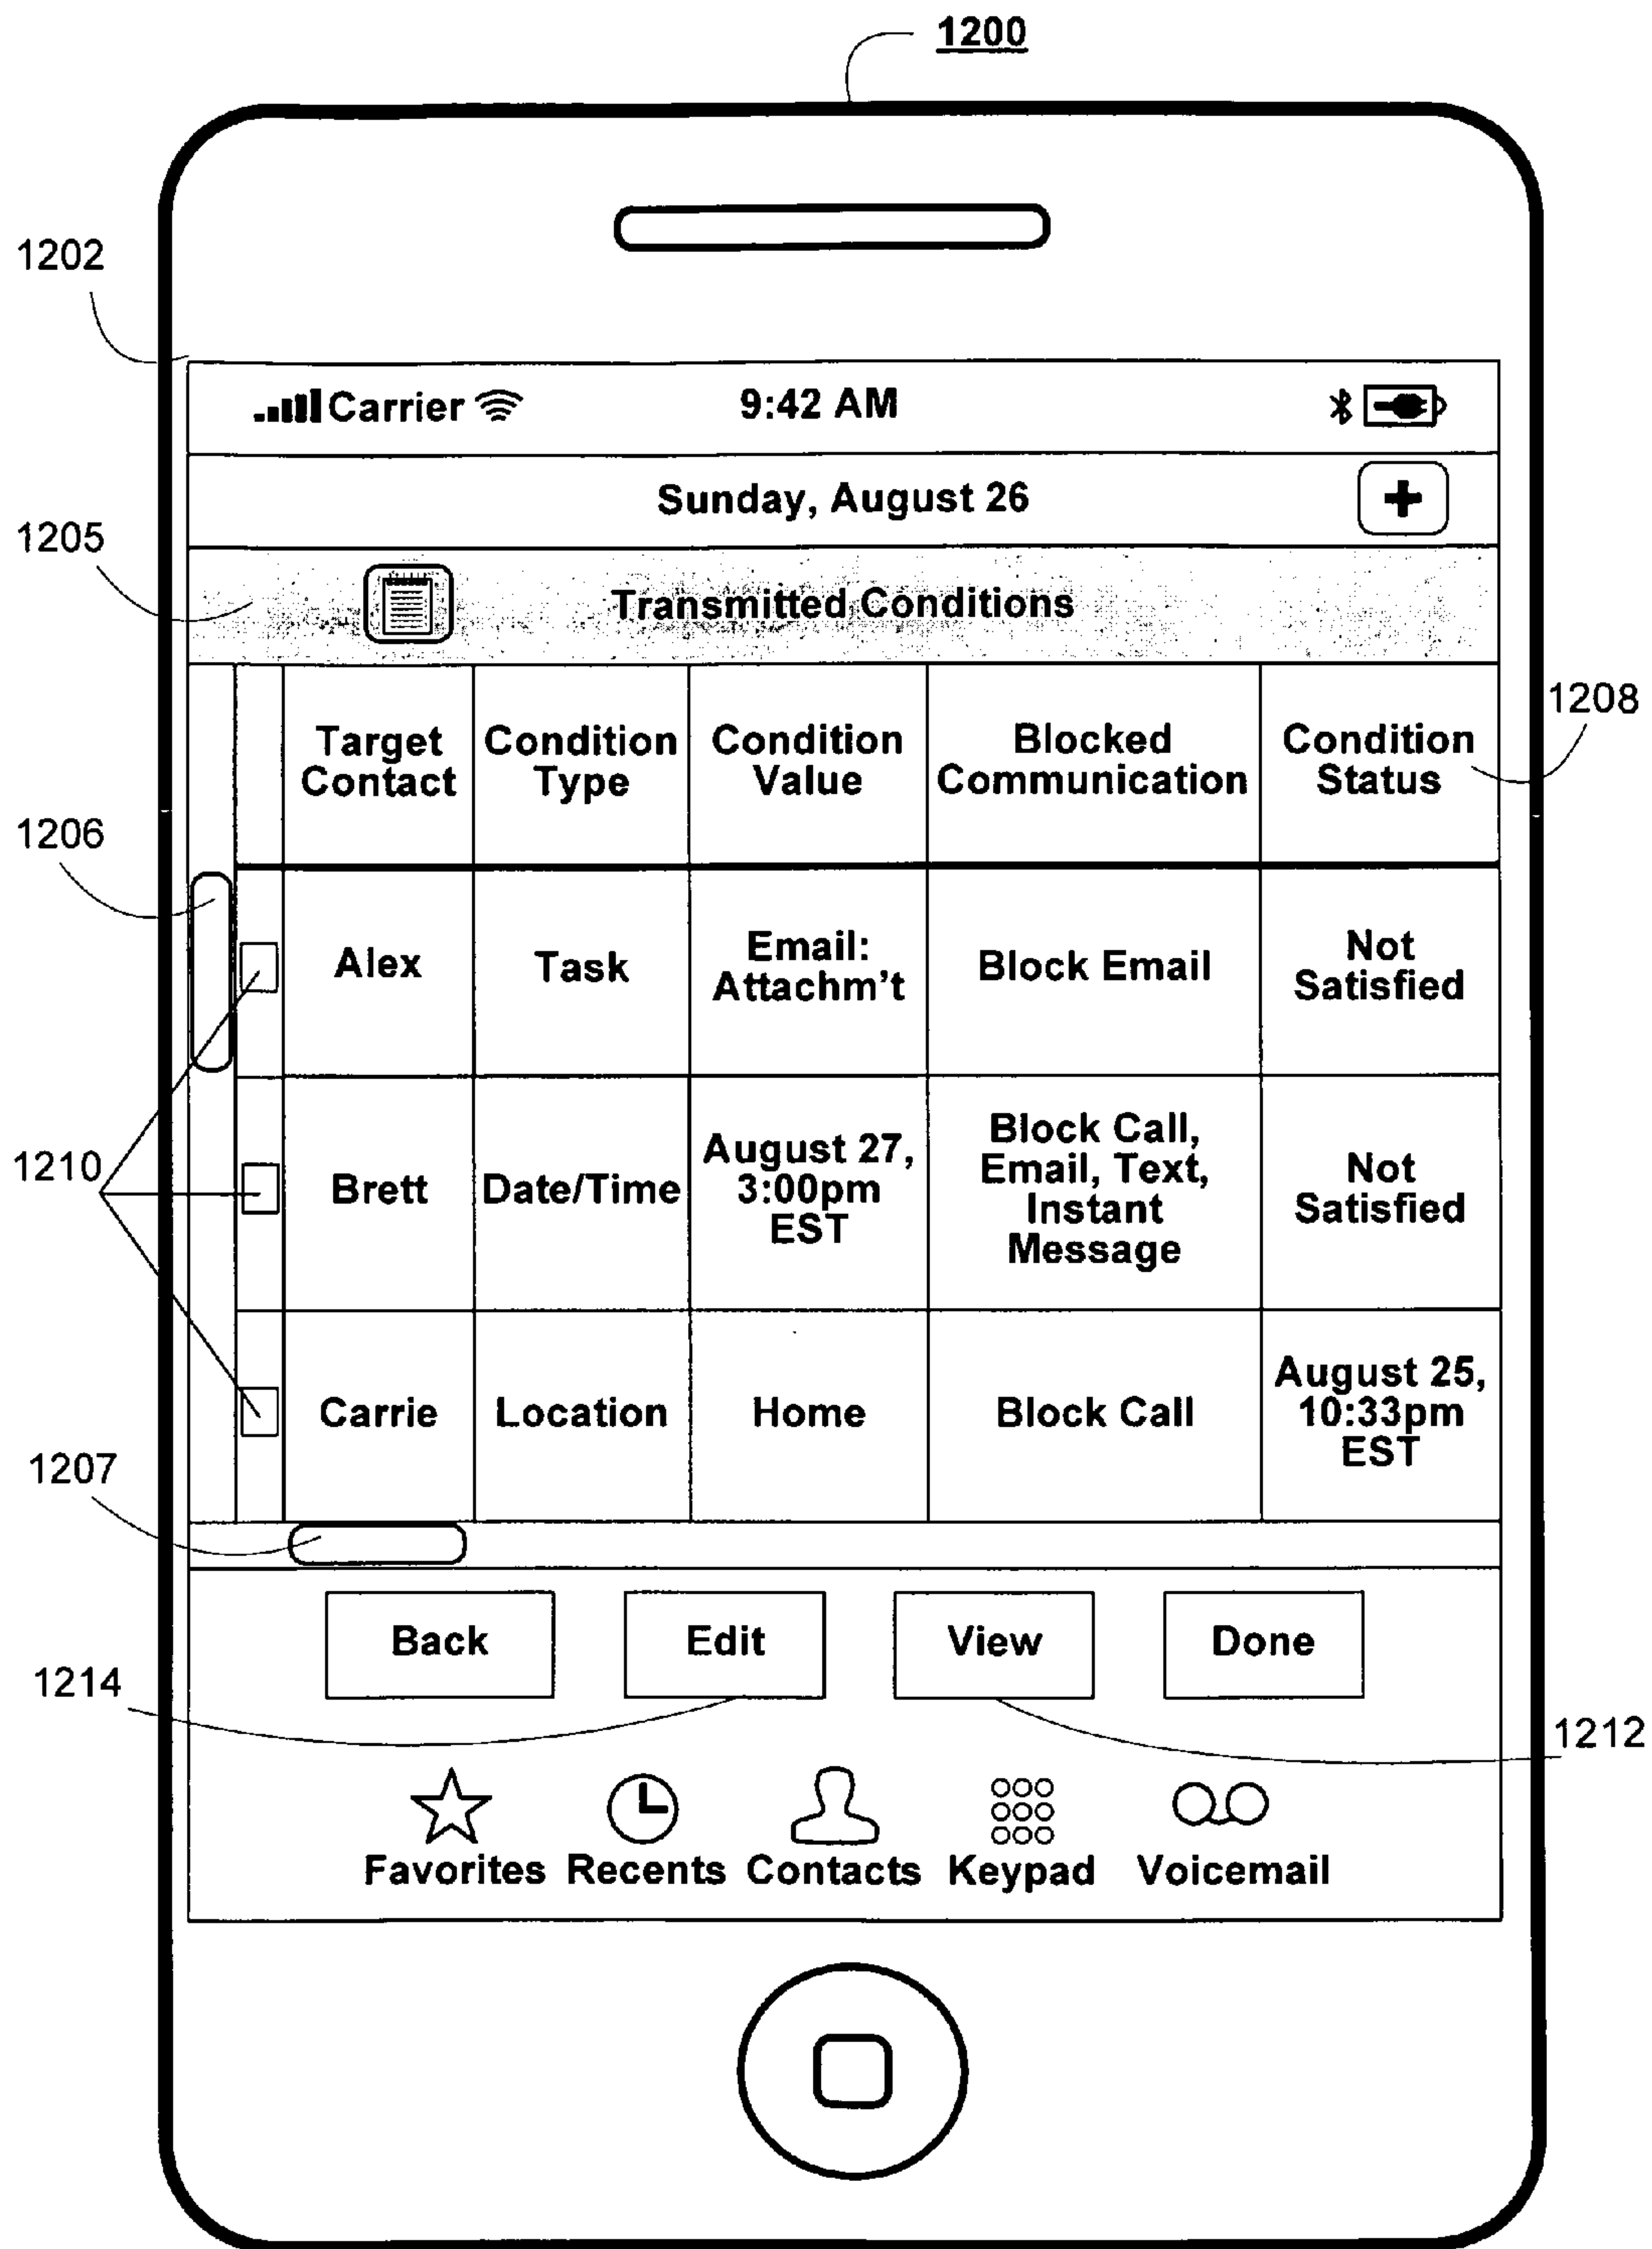 1200
1202
Carrier 9:42 AM
Sunday, August 26 +
1205
Transmitted Conditions
1208
Target Contact
Condition Type
Condition Value
Blocked Communication
Condition Status
1206
Alex
Task
Email: Attachm't
Block Email
Not Satisfied
1210
Brett
Date/Time
August 27, 3:00pm EST
Block Call, Email, Text, Instant Message
Not Satisfied
Carrie
Location
Home
Block Call
August 25, 10:33pm EST
1207
Back Edit View Done
1214
1212
Favorites Recents Contacts Keypad Voicemail